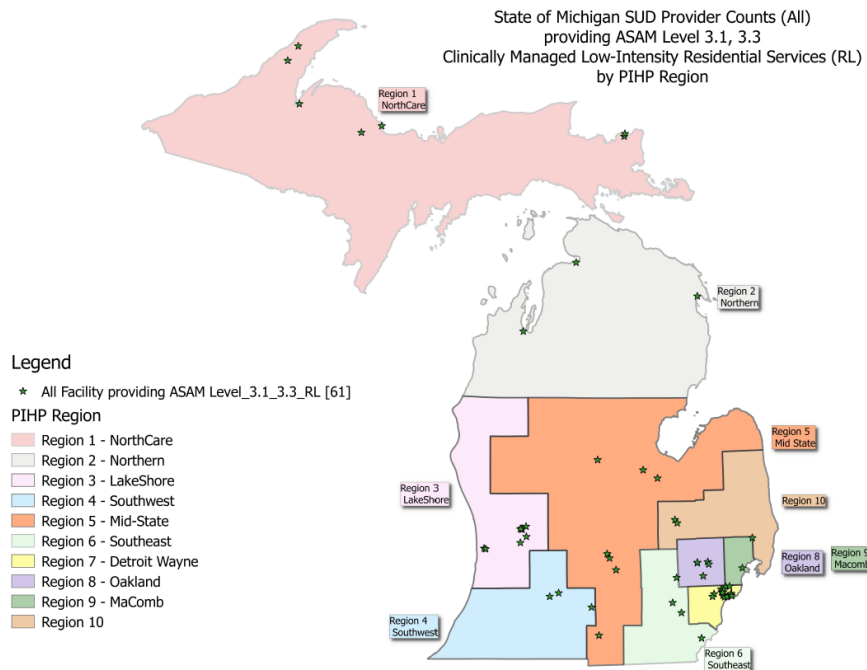 State of Michigan SUD Provider Counts (All)
providing ASAM Level 3.1, 3.3
Clinically Managed Low-Intensity Residential Services (RL)
by PIHP Region
Region 1
NorthCare
Region 2
Northern
Legend
All Facility providing ASAM Level_3.1_3.3_RL [61]
PIHP Region
Region 1 - NorthCare
Region 2 - Northern
Region 3 - LakeShore
Region 4 - Southwest
Region 5 - Mid-State
Region 6 - Southeast
Region 7 - Detroit Wayne
Region 8 - Oakland
Region 9 - MaComb
Region 10
Region 5
Mid State
Region 3
LakeShore
Region 10
Region 8
Oakland
Region 9
Macomb
Region 4
Southwest
Region 6
Southeast